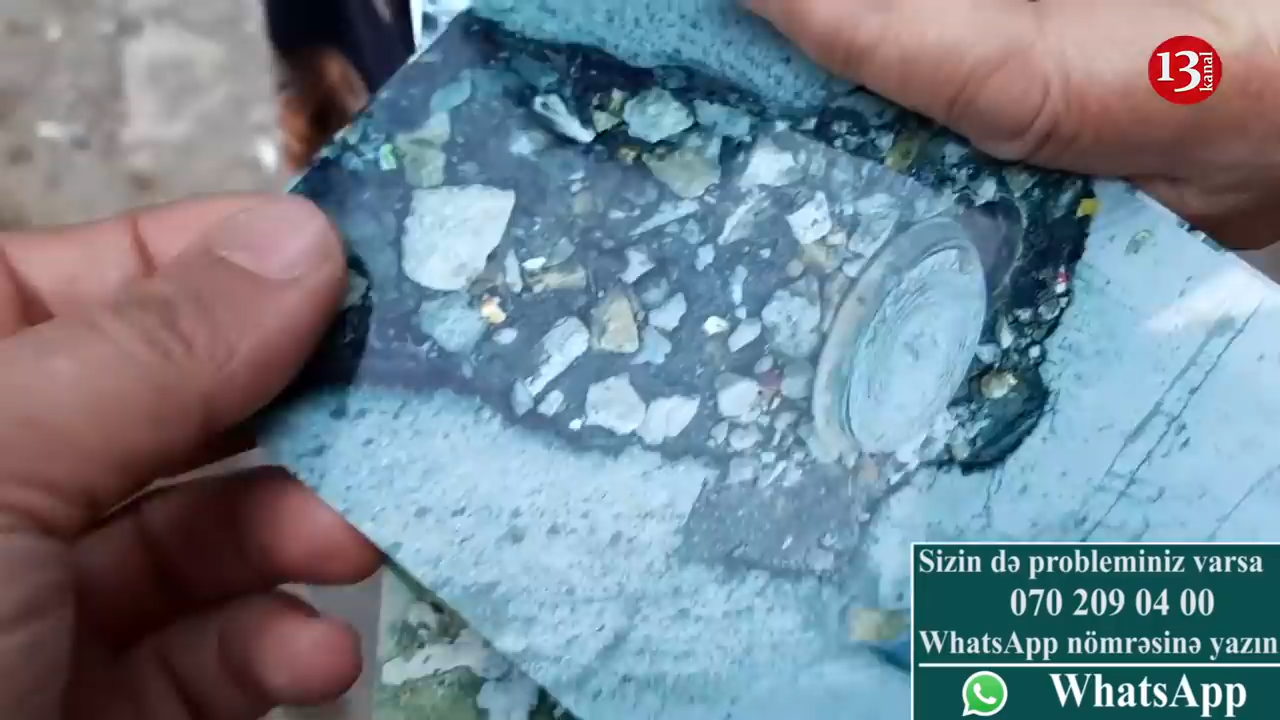 13
kanal
Sizin də probleminiz varsa
070 209 04 00
WhatsApp nömrəsinə yazın
WhatsApp